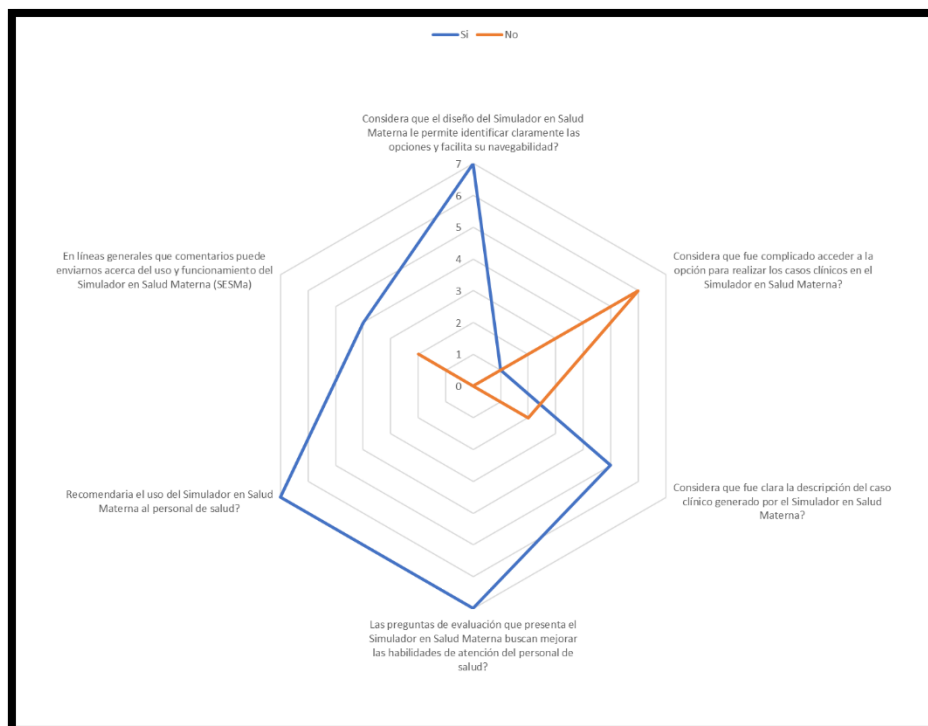 Si No
Considera que el diseño del Simulador en Salud
Materna le permite identificar claramente las
opciones y facilita su navegabilidad?
7
6
5
4
3
2
1
0
En líneas generales que comentarios puede
enviarnos acerca del uso y funcionamiento del
Simulador en Salud Materna (SESMa)
Considera que fue complicado acceder a la
opción para realizar los casos clínicos en el
Simulador en Salud Materna?
Recomendaria el uso del Simulador en Salud
Materna al personal de salud?
Considera que fue clara la descripción del caso
clínico generado por el Simulador en Salud
Materna?
Las preguntas de evaluación que presenta el
Simulador en Salud Materna buscan mejorar
las habilidades de atención del personal de
salud?